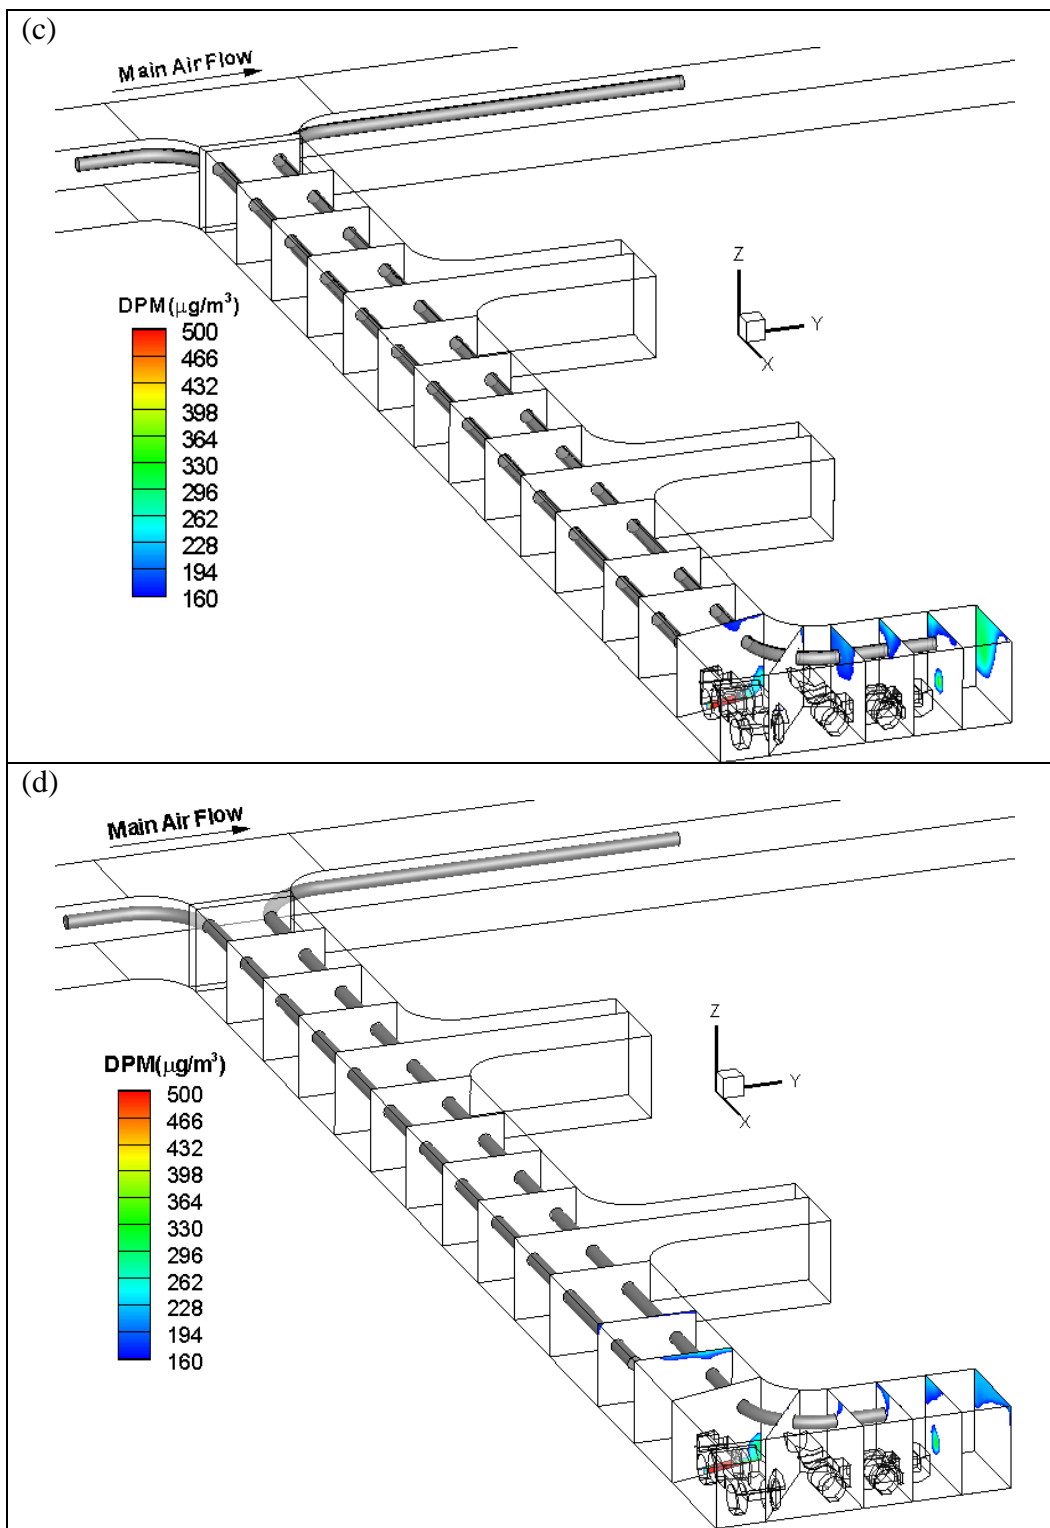 (c)
Main Air Flow
DPM(μg/m³)
500
466
432
398
364
330
296
262
228
194
160
Z
Y
X
(d)
Main Air Flow
DPM(μg/m³)
500
466
432
398
364
330
296
262
228
194
160
Z
Y
X